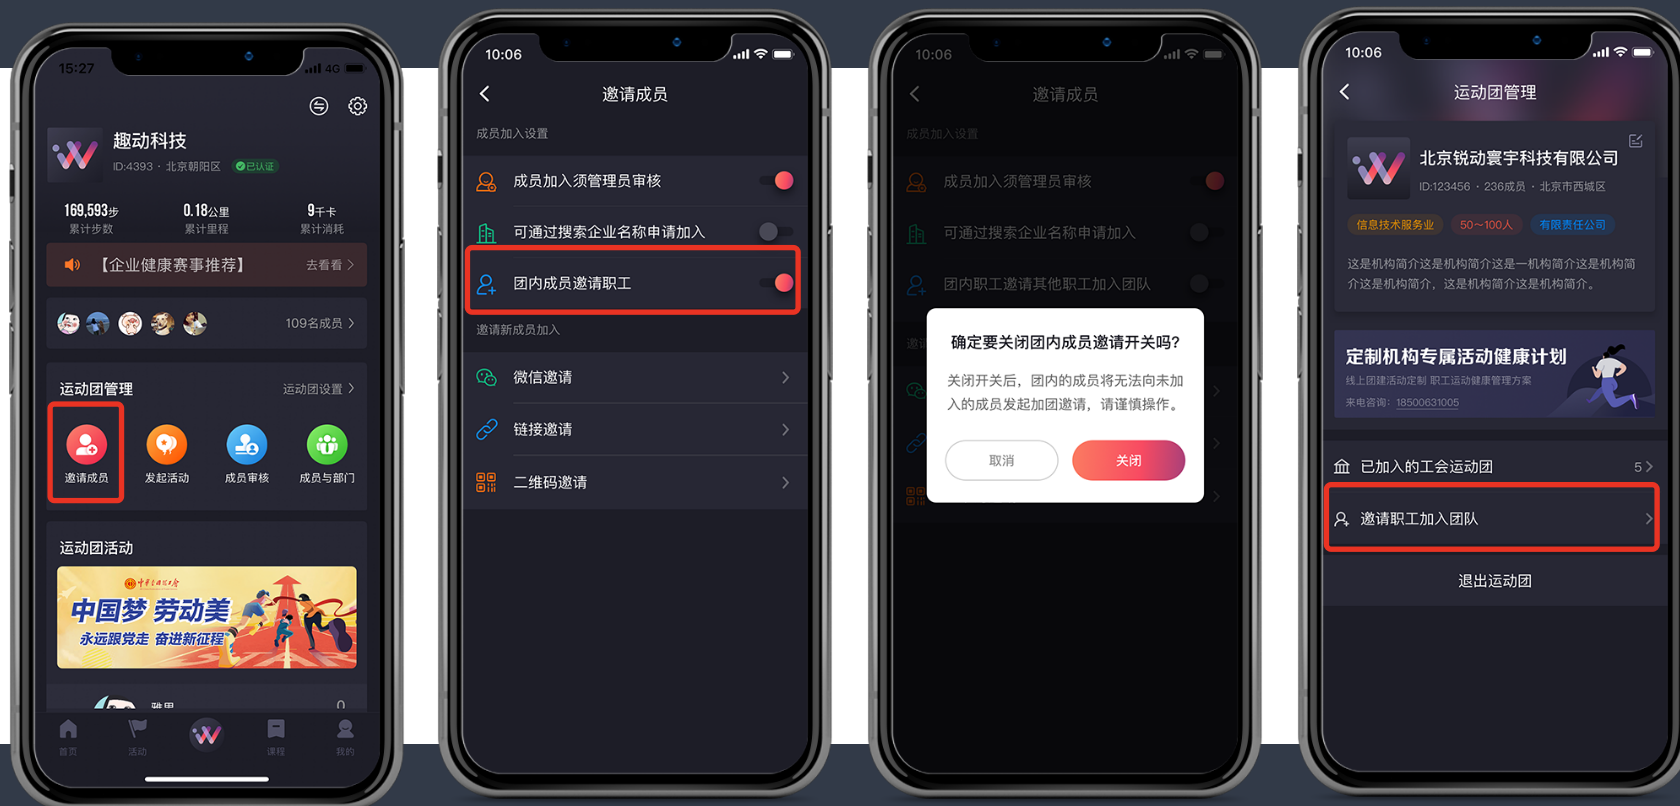 15:27
4G
趣动科技
ID:4393 · 北京朝阳区
已认证
169,593步
0.18公里
9千卡
累计步数
累计里程
累计消耗
【企业健康赛事推荐】
去看看
109名成员
运动团管理
运动团设置
邀请成员
发起活动
成员审核
成员与部门
运动团活动
中国梦 劳动美
永远跟党走 奋进新征程
0
首页
活动
课程
我的
10:06
邀请成员
成员加入设置
成员加入须管理员审核
可通过搜索企业名称申请加入
团内成员邀请职工
邀请新成员加入
微信邀请
链接邀请
二维码邀请
10:06
邀请成员
成员加入设置
成员加入须管理员审核
可通过搜索企业名称申请加入
团内职工邀请其他职工加入团队
确定要关闭团内成员邀请开关吗?
关闭开关后，团内的成员将无法向未加
入的成员发起加团邀请，请谨慎操作。
取消
关闭
10:06
运动团管理
北京锐动寰宇科技有限公司
ID:123456 · 236成员 · 北京市西城区
信息技术服务业
50~100人
有限责任公司
这是机构简介这是机构简介这是一机构简介这是机构简
介这是机构简介，这是机构简介这是机构简介。
定制机构专属活动健康计划
线上团建活动定制 职工运动健康管理方案
来电咨询: 18500631005
已加入的工会运动团
5
邀请职工加入团队
退出运动团